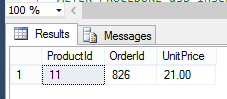 100 %
Results Messages
ProductId OrderId UnitPrice
1 11 826 21.00